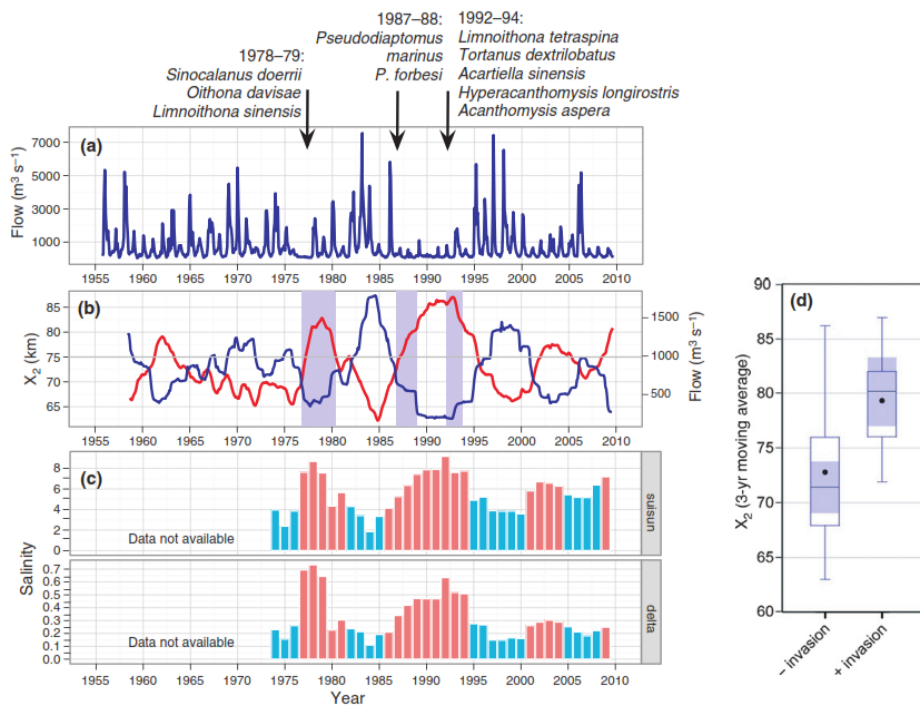 1978–79:
Sinocalanus doerrii
Oithona davisae
Limnoithona sinensis
1987–88:
Pseudodiaptomus
marinus
P. forbesi
1992–94:
Limnoithona tetraspina
Tortanus dextrilobatus
Acartiella sinensis
Hyperacanthomysis longirostris
Acanthomysis aspera
(a)
Flow (m³ s⁻¹)
7000
5000
3000
1000
1955 1960 1965 1970 1975 1980 1985 1990 1995 2000 2005 2010
(b)
X₂ (km)
85
80
75
70
65
1500
1000
500
Flow (m³ s⁻¹)
1955 1960 1965 1970 1975 1980 1985 1990 1995 2000 2005 2010
(c)
Salinity
8
6
4
2
0
Data not available
suisun
0.7
0.6
0.5
0.4
0.3
0.2
0.1
0.0
Data not available
delta
1955 1960 1965 1970 1975 1980 1985 1990 1995 2000 2005 2010
Year
(d)
X₂ (3-yr moving average)
90
85
80
75
70
65
60
– invasion
+ invasion